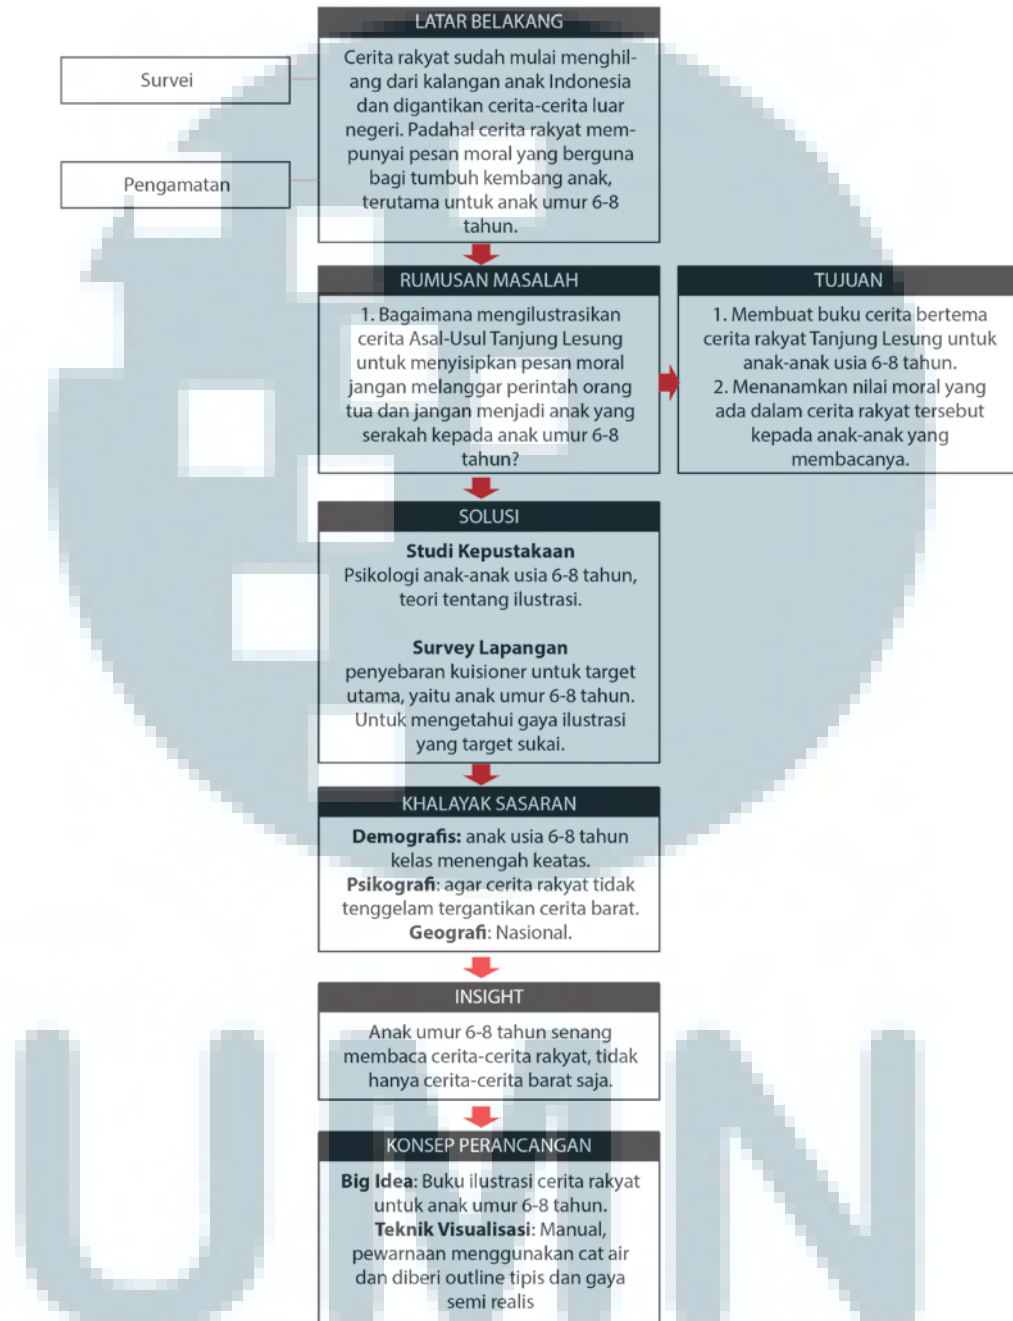 LATAR BELAKANG
Survei
Pengamatan
Cerita rakyat sudah mulai menghil-
ang dari kalangan anak Indonesia
dan digantikan cerita-cerita luar
negeri. Padahal cerita rakyat mem-
punyai pesan moral yang berguna
bagi tumbuh kembang anak,
terutama untuk anak umur 6-8
tahun.
RUMUSAN MASALAH
1. Bagaimana mengilustrasikan
cerita Asal-Usul Tanjung Lesung
untuk menyisipkan pesan moral
jangan melanggar perintah orang
tua dan jangan menjadi anak yang
serakah kepada anak umur 6-8
tahun?
TUJUAN
1. Membuat buku cerita bertema
cerita rakyat Tanjung Lesung untuk
anak-anak usia 6-8 tahun.
2. Menanamkan nilai moral yang
ada dalam cerita rakyat tersebut
kepada anak-anak yang
membacanya.
SOLUSI
Studi Kepustakaan
Psikologi anak-anak usia 6-8 tahun,
teori tentang ilustrasi.
Survey Lapangan
penyebaran kuisioner untuk target
utama, yaitu anak umur 6-8 tahun.
Untuk mengetahui gaya ilustrasi
yang target sukai.
KHALAYAK SASARAN
Demografis: anak usia 6-8 tahun
kelas menengah keatas.
Psikografi: agar cerita rakyat tidak
tenggelam tergantikan cerita barat.
Geografi: Nasional.
INSIGHT
Anak umur 6-8 tahun senang
membaca cerita-cerita rakyat, tidak
hanya cerita-cerita barat saja.
KONSEP PERANCANGAN
Big Idea: Buku ilustrasi cerita rakyat
untuk anak umur 6-8 tahun.
Teknik Visualisasi: Manual,
pewarnaan menggunakan cat air
dan diberi outline tipis dan gaya
semi realis
UMN